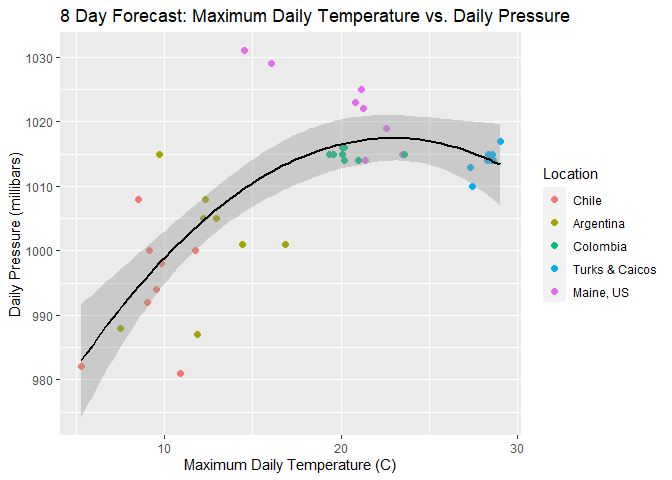 8 Day Forecast: Maximum Daily Temperature vs. Daily Pressure
1030
1020
1010
1000
990
980
Daily Pressure (millibars)
10
20
30
Maximum Daily Temperature (C)
Location
Chile
Argentina
Colombia
Turks & Caicos
Maine, US